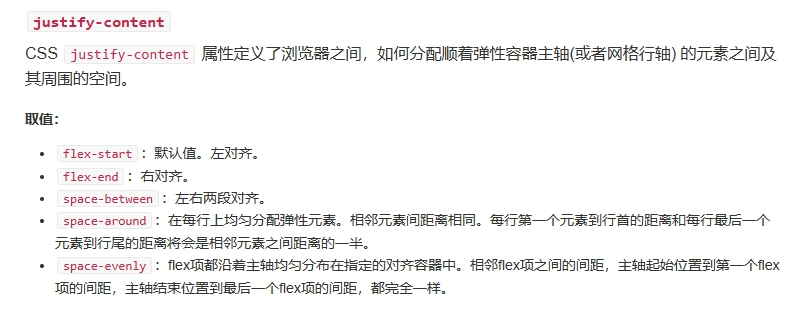 justify-content
CSS justify-content 属性定义了浏览器之间，如何分配顺着弹性容器主轴(或者网格行轴) 的元素之间及
其周围的空间。
取值：
flex-start：默认值。左对齐。
flex-end：右对齐。
space-between：左右两段对齐。
space-around：在每行上均匀分配弹性元素。相邻元素间距离相同。每行第一个元素到行首的距离和每行最后一个
元素到行尾的距离将会是相邻元素之间距离的一半。
space-evenly：flex项都沿着主轴均匀分布在指定的对齐容器中。相邻flex项之间的间距，主轴起始位置到第一个flex
项的间距，主轴结束位置到最后一个flex项的间距，都完全一样。